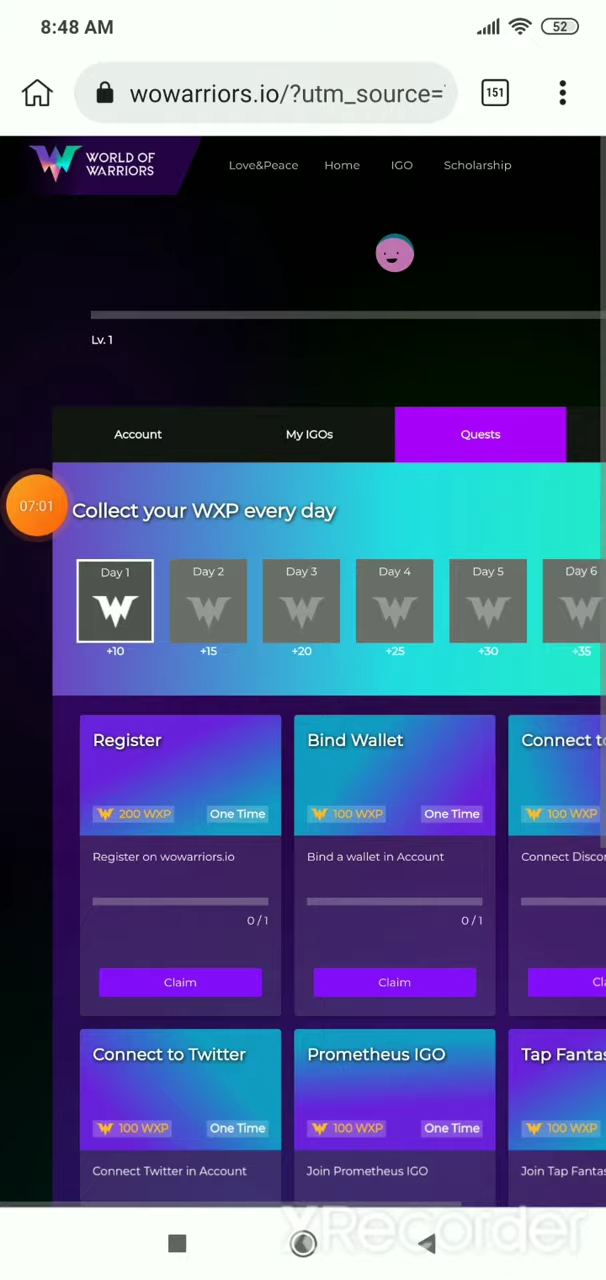 8:48 AM
52
wowarriors.io/?utm_source=
151
WORLD OF
WARRIORS
Love&Peace Home IGO Scholarship
Lv. 1
Account My IGOs Quests
07:01
Collect your WXP every day
Day 1 Day 2 Day 3 Day 4 Day 5 Day 6
+10 +15 +20 +25 +30 +35
Register Bind Wallet Connect to
200 WXP One Time 100 WXP One Time 100 WXP
Register on wowarriors.io Bind a wallet in Account Connect Disco
0 / 1 0 / 1
Claim Claim Cla
Connect to Twitter Prometheus IGO Tap Fantas
100 WXP One Time 100 WXP One Time 100 WXP
Connect Twitter in Account Join Prometheus IGO Join Tap Fantas
XRecorder